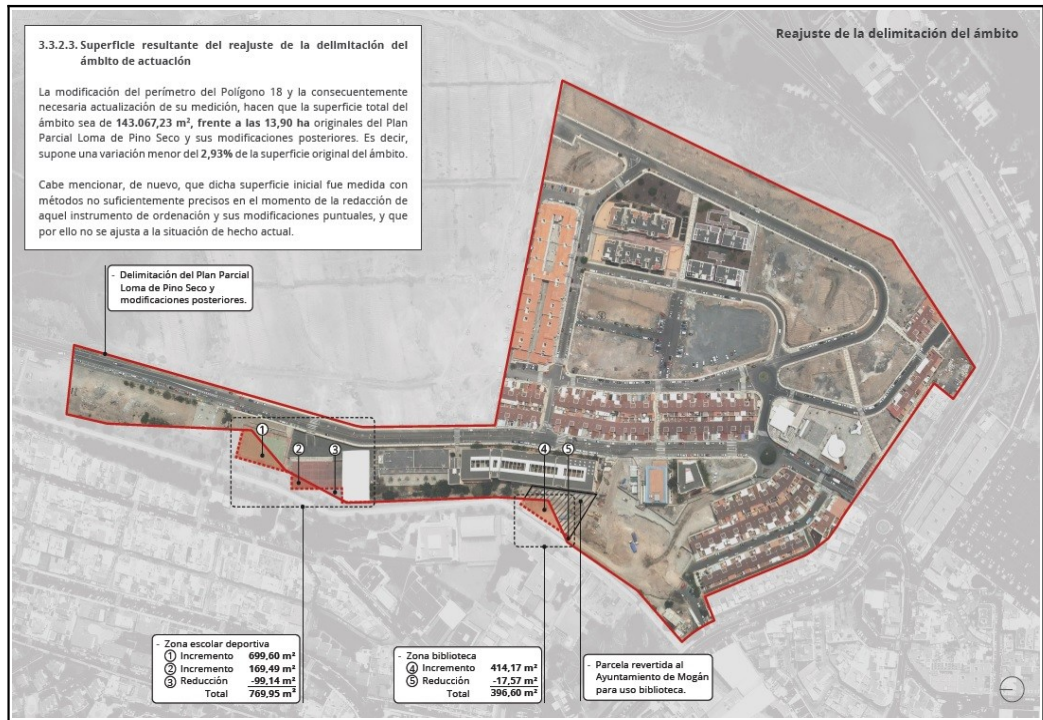 Reajuste de la delimitación del ámbito
3.3.2.3. Superficie resultante del reajuste de la delimitación del
ámbito de actuación
La modificación del perímetro del Polígono 18 y la consecuentemente
necesaria actualización de su medición, hacen que la superficie total del
ámbito sea de 143.067,23 m², frente a las 13,90 ha originales del Plan
Parcial Loma de Pino Seco y sus modificaciones posteriores. Es decir,
supone una variación menor del 2,93% de la superficie original del ámbito.
Cabe mencionar, de nuevo, que dicha superficie inicial fue medida con
métodos no suficientemente precisos en el momento de la redacción de
aquel instrumento de ordenación y sus modificaciones puntuales, y que
por ello no se ajusta a la situación de hecho actual.
- Delimitación del Plan Parcial
Loma de Pino Seco y
modificaciones posteriores.
1
2
3
4
5
- Zona escolar deportiva
1 Incremento 699,60 m²
2 Incremento 169,49 m²
3 Reducción -99,14 m²
Total 769,95 m²
- Zona biblioteca
4 Incremento 414,17 m²
5 Reducción -17,57 m²
Total 396,60 m²
- Parcela revertida al
Ayuntamiento de Mogán
para uso biblioteca.